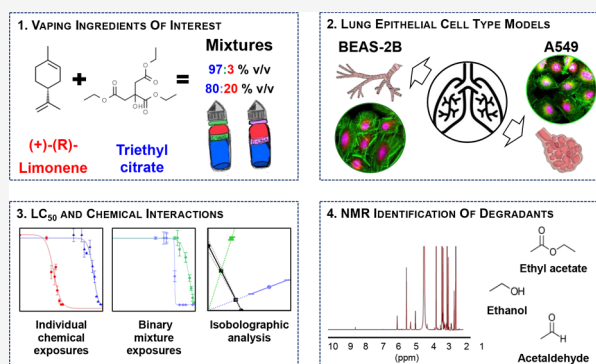 1. VAPING INGREDIENTS OF INTEREST
Mixtures
97:3 % v/v
80:20 % v/v
OH
(+)-(R)-
Limonene
Triethyl
citrate
2. LUNG EPITHELIAL CELL TYPE MODELS
BEAS-2B
A549
3. LC50 AND CHEMICAL INTERACTIONS
Individual
chemical
exposures
Binary
mixture
exposures
Isobolographic
analysis
4. NMR IDENTIFICATION OF DEGRADANTS
10 9 8 7 6 5 4 3 2 1
(ppm)
O
O
Ethyl acetate
OH
Ethanol
O
H
Acetaldehyde